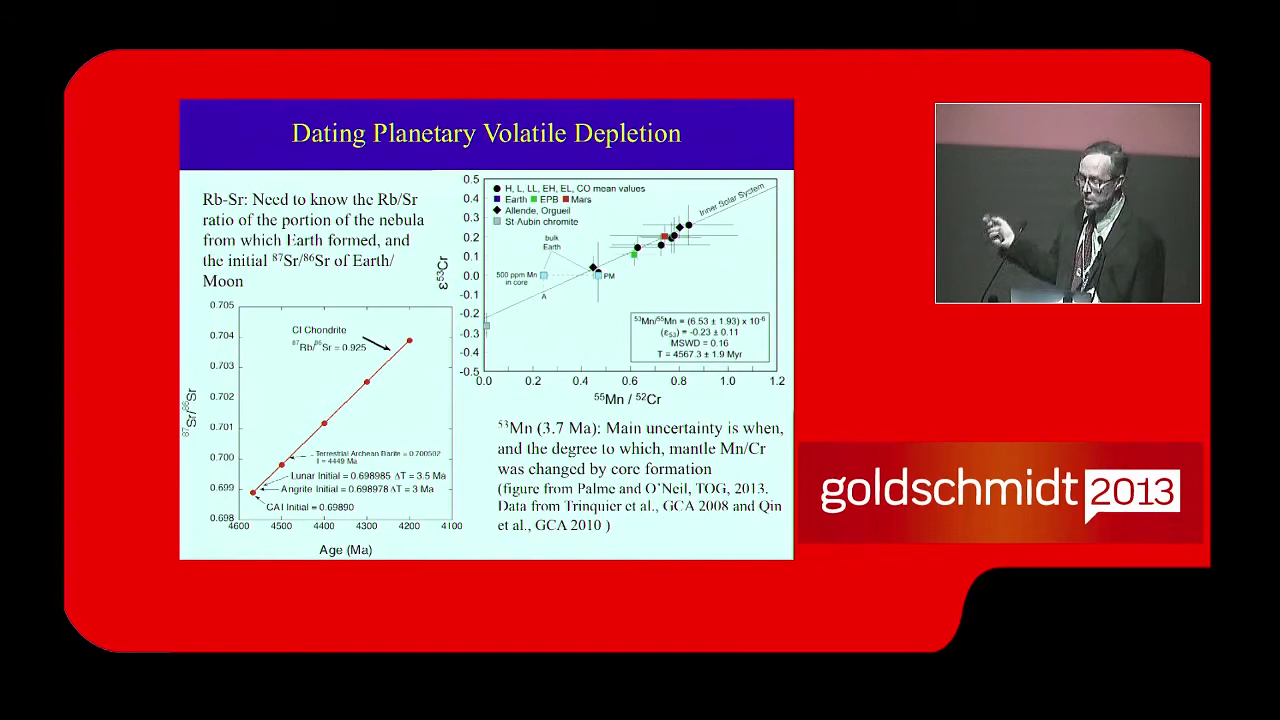 Dating Planetary Volatile Depletion
Rb-Sr: Need to know the Rb/Sr
ratio of the portion of the nebula
from which Earth formed, and
the initial ⁸⁷Sr/⁸⁶Sr of Earth/
Moon
0.705
0.704
0.703
0.702
0.701
0.700
0.699
0.698
⁸⁷Sr/⁸⁶Sr
CI Chondrite
⁸⁷Rb/⁸⁶Sr = 0.925
Terrestrial Archean Barite = 0.700502
T = 4449 Ma
Lunar Initial = 0.698985 ΔT = 3.5 Ma
Angrite Initial = 0.698978 ΔT = 3 Ma
CAI Initial = 0.69890
4600 4500 4400 4300 4200 4100
Age (Ma)
0.5
0.4
0.3
0.2
0.1
0.0
-0.1
-0.2
-0.3
-0.4
-0.5
ε⁵³Cr
H, L, LL, EH, EL, CO mean values
Earth EPB Mars
Allende, Orgueil
St-Aubin chromite
Inner Solar System
bulk
Earth
500 ppm Mn
in core
PM
A
⁵³Mn/⁵⁵Mn = (6.53 ± 1.93) x 10⁻⁶
(ε₅₃) = -0.23 ± 0.11
MSWD = 0.16
T = 4567.3 ± 1.9 Myr
0.0 0.2 0.4 0.6 0.8 1.0 1.2
⁵⁵Mn / ⁵²Cr
⁵³Mn (3.7 Ma): Main uncertainty is when,
and the degree to which, mantle Mn/Cr
was changed by core formation
(figure from Palme and O'Neil, TOG, 2013.
Data from Trinquier et al., GCA 2008 and Qin
et al., GCA 2010 )
goldschmidt 2013